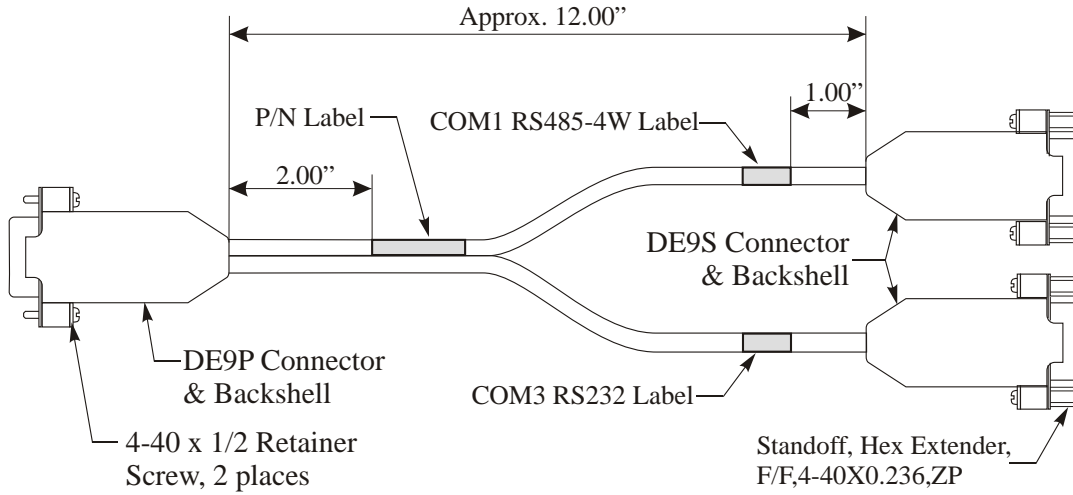 Approx. 12.00”
1.00”
P/N Label
COM1 RS485-4W Label
2.00”
DE9S Connector
& Backshell
DE9P Connector
& Backshell
COM3 RS232 Label
4-40 x 1/2 Retainer
Screw, 2 places
Standoff, Hex Extender,
F/F,4-40X0.236,ZP